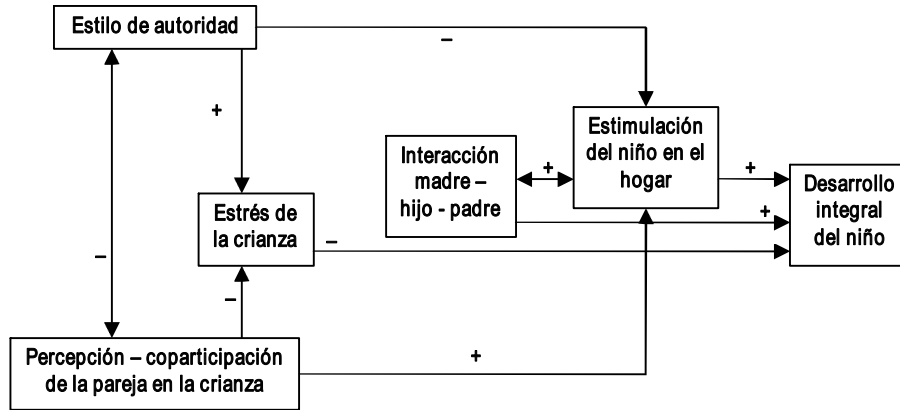 Estilo de autoridad
–
+
Estimulación
del niño en el
hogar
Interacción
madre –
hijo - padre
+
+
Desarrollo
integral
del niño
+
Estrés de
la crianza
–
–
–
Percepción – coparticipación
de la pareja en la crianza
+